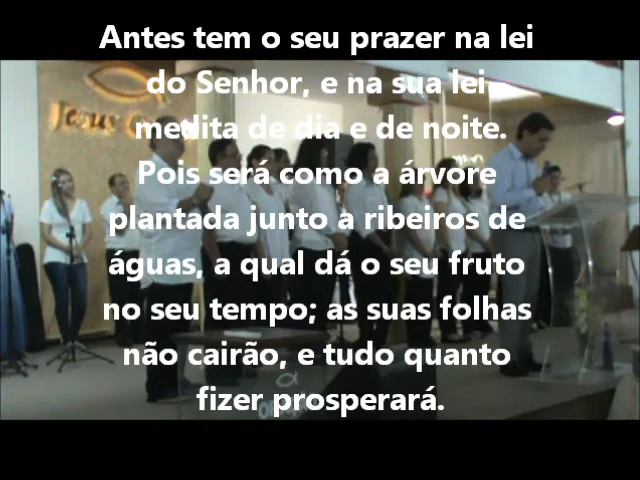 Antes tem o seu prazer na lei
do Senhor, e na sua lei
medita de dia e de noite.
Pois será como a árvore
plantada junto a ribeiros de
águas, a qual dá o seu fruto
no seu tempo; as suas folhas
não cairão, e tudo quanto
fizer prosperará.
Jesus